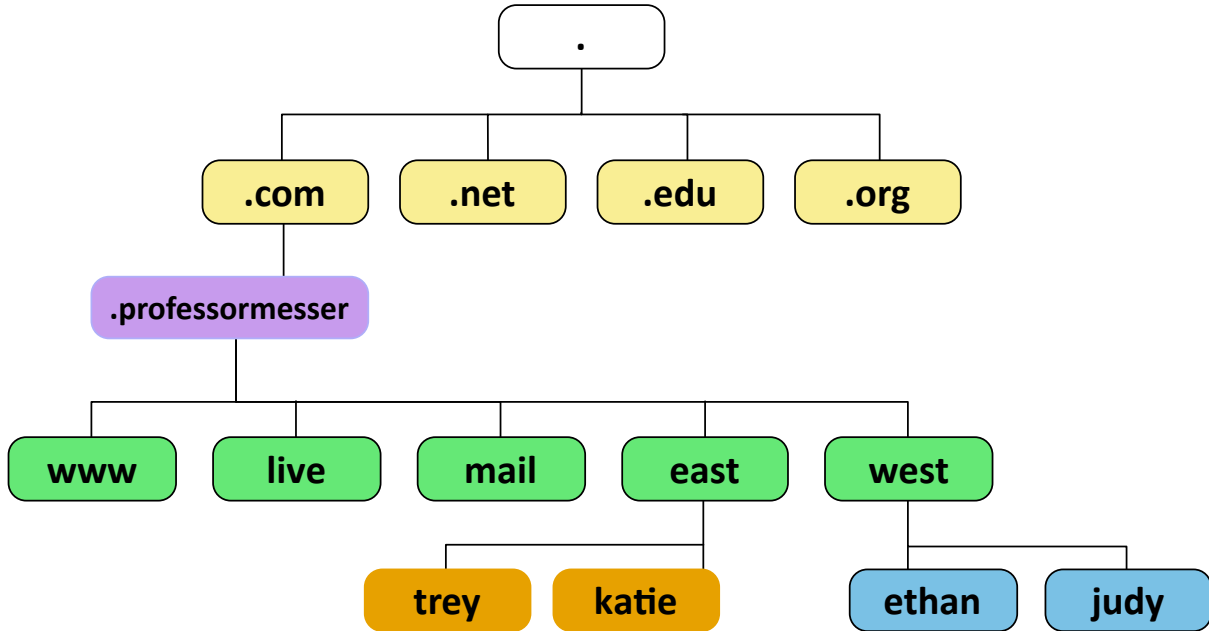 .
.com .net .edu .org
.professormesser
www live mail east west
trey katie ethan judy